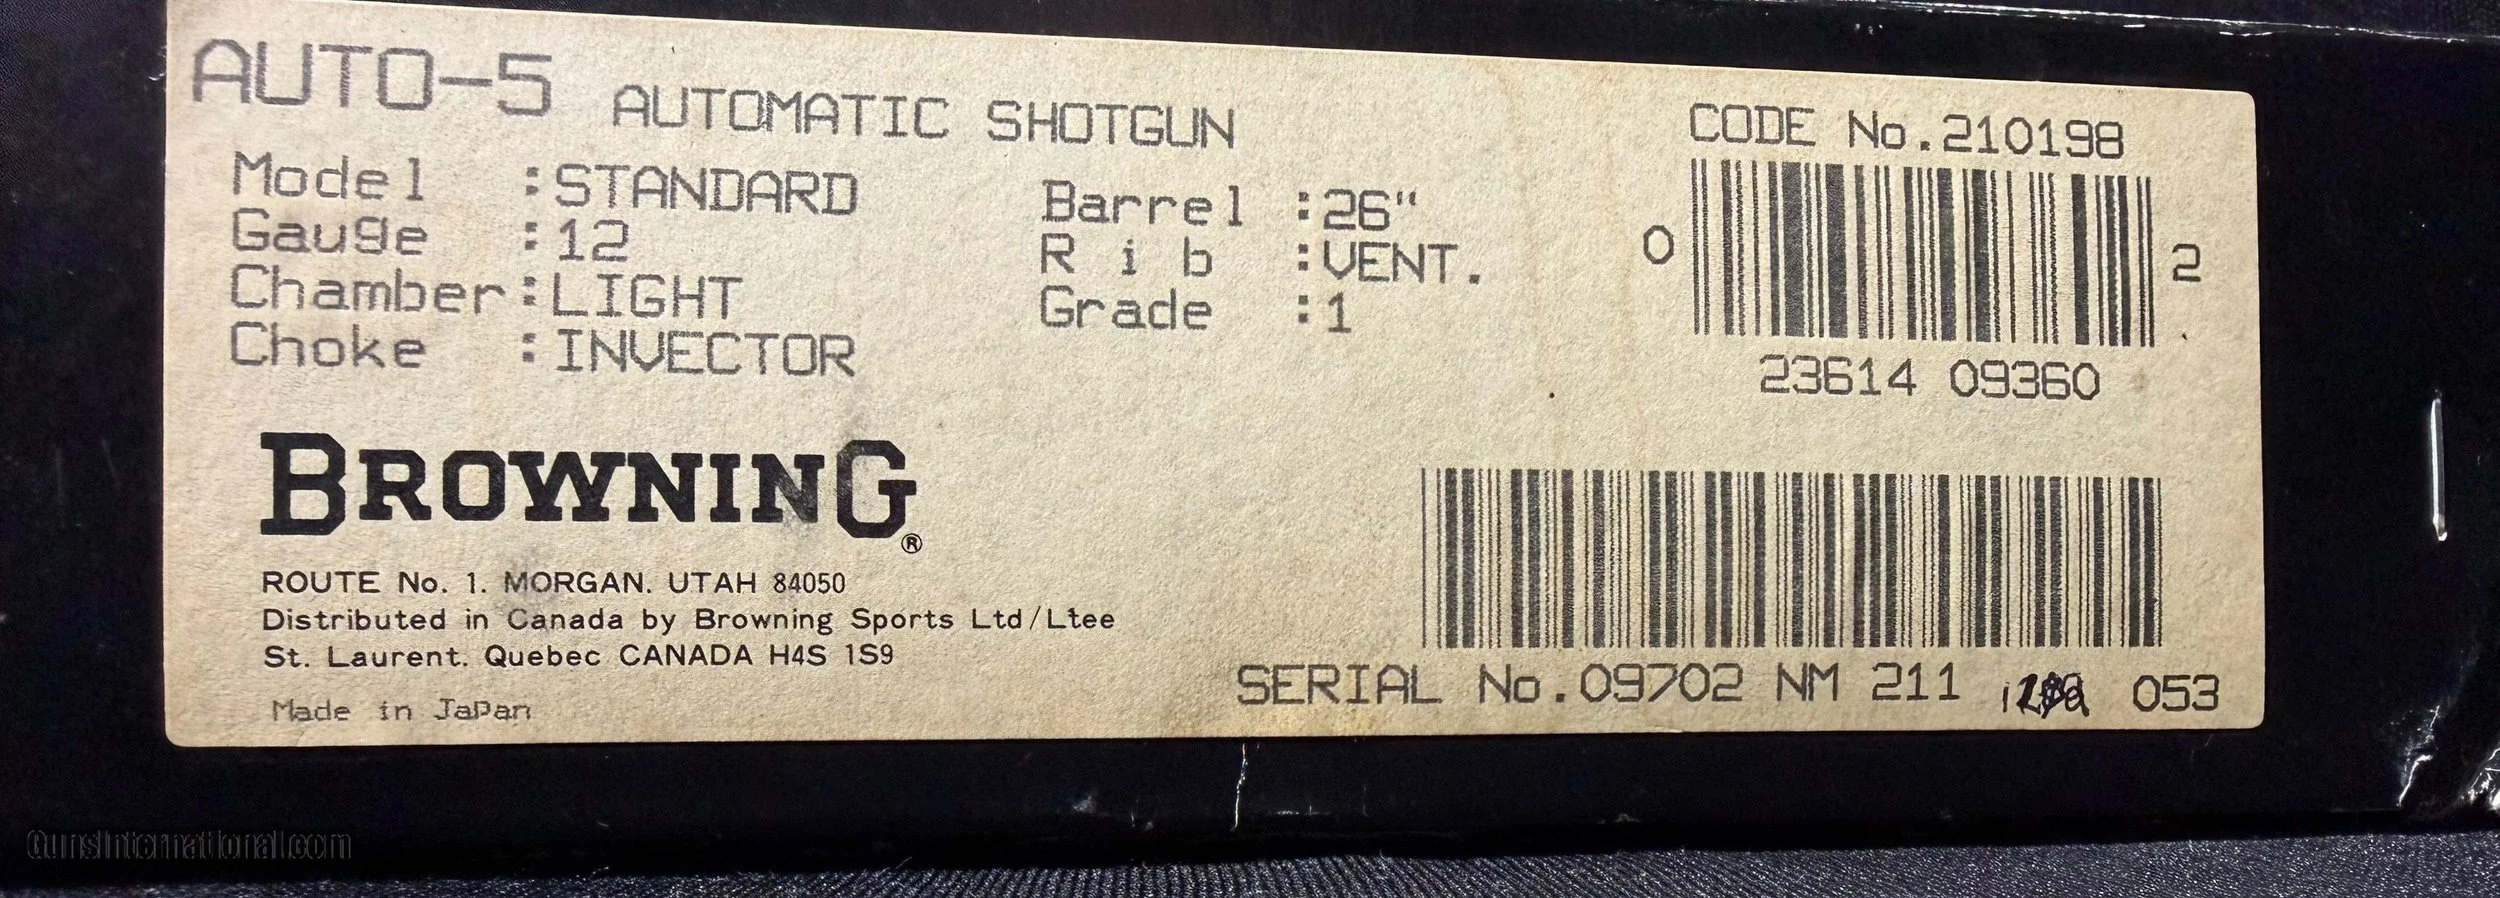 AUTO-5 AUTOMATIC SHOTGUN
Model :STANDARD
Gauge :12
Chamber:LIGHT
Choke :INVECTOR
Barrel :26"
Rib :VENT.
Grade :1
CODE No.210198
0 2
23614 09360
BROWNING®
ROUTE No. 1. MORGAN. UTAH 84050
Distributed in Canada by Browning Sports Ltd/Ltee
St. Laurent. Quebec CANADA H4S 1S9
Made in Japan
SERIAL No.09702 NM 211 053
GunsInternational.com